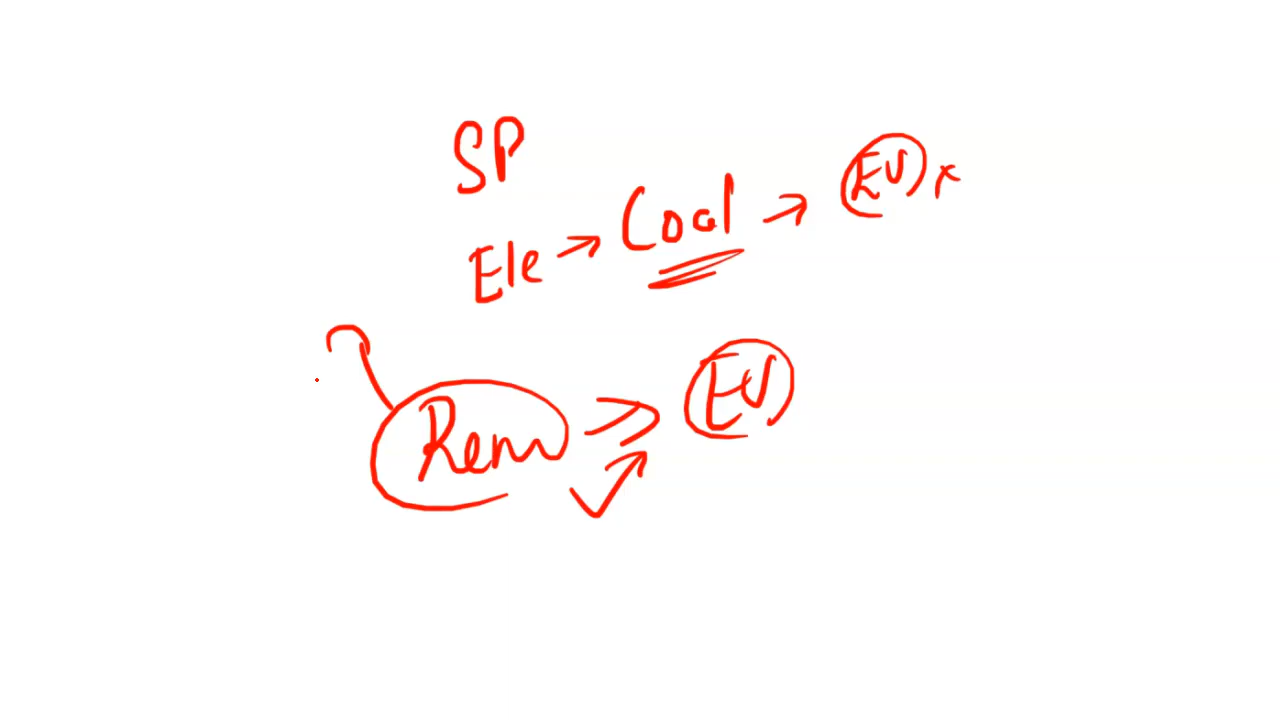 SP
Ele → Coal → EV x
Ren → EV